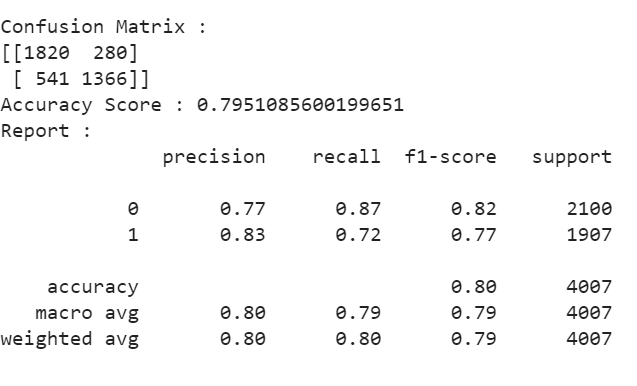 Confusion Matrix :
[[1820  280]
 [ 541 1366]]
Accuracy Score : 0.7951085600199651
Report :
              precision    recall  f1-score   support

           0       0.77      0.87      0.82      2100
           1       0.83      0.72      0.77      1907

    accuracy                           0.80      4007
   macro avg       0.80      0.79      0.79      4007
weighted avg       0.80      0.80      0.79      4007